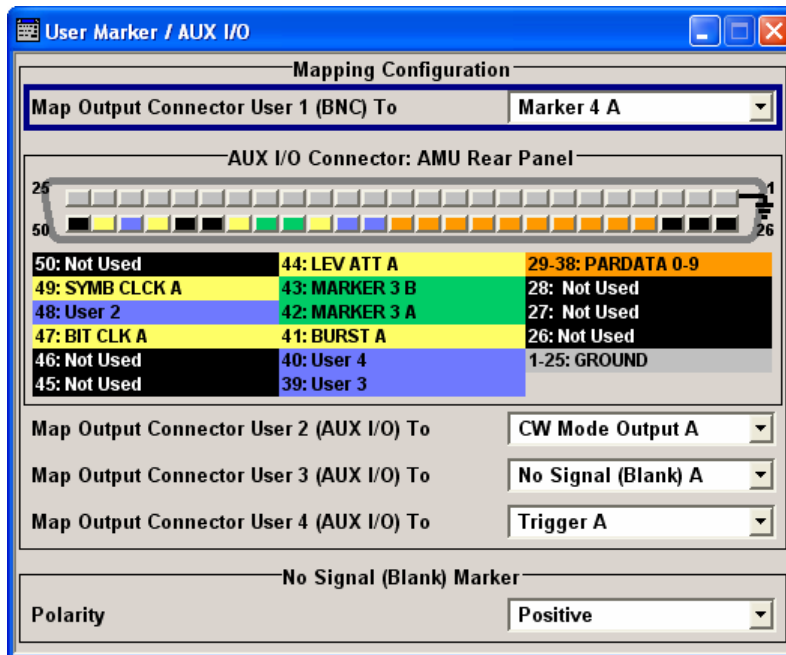 User Marker / AUX I/O
Mapping Configuration
Map Output Connector User 1 (BNC) To Marker 4 A
AUX I/O Connector: AMU Rear Panel
25 1
50 26
50: Not Used 44: LEV ATT A 29-38: PARDATA 0-9
49: SYMB CLCK A 43: MARKER 3 B 28: Not Used
48: User 2 42: MARKER 3 A 27: Not Used
47: BIT CLK A 41: BURST A 26: Not Used
46: Not Used 40: User 4 1-25: GROUND
45: Not Used 39: User 3
Map Output Connector User 2 (AUX I/O) To CW Mode Output A
Map Output Connector User 3 (AUX I/O) To No Signal (Blank) A
Map Output Connector User 4 (AUX I/O) To Trigger A
No Signal (Blank) Marker
Polarity Positive